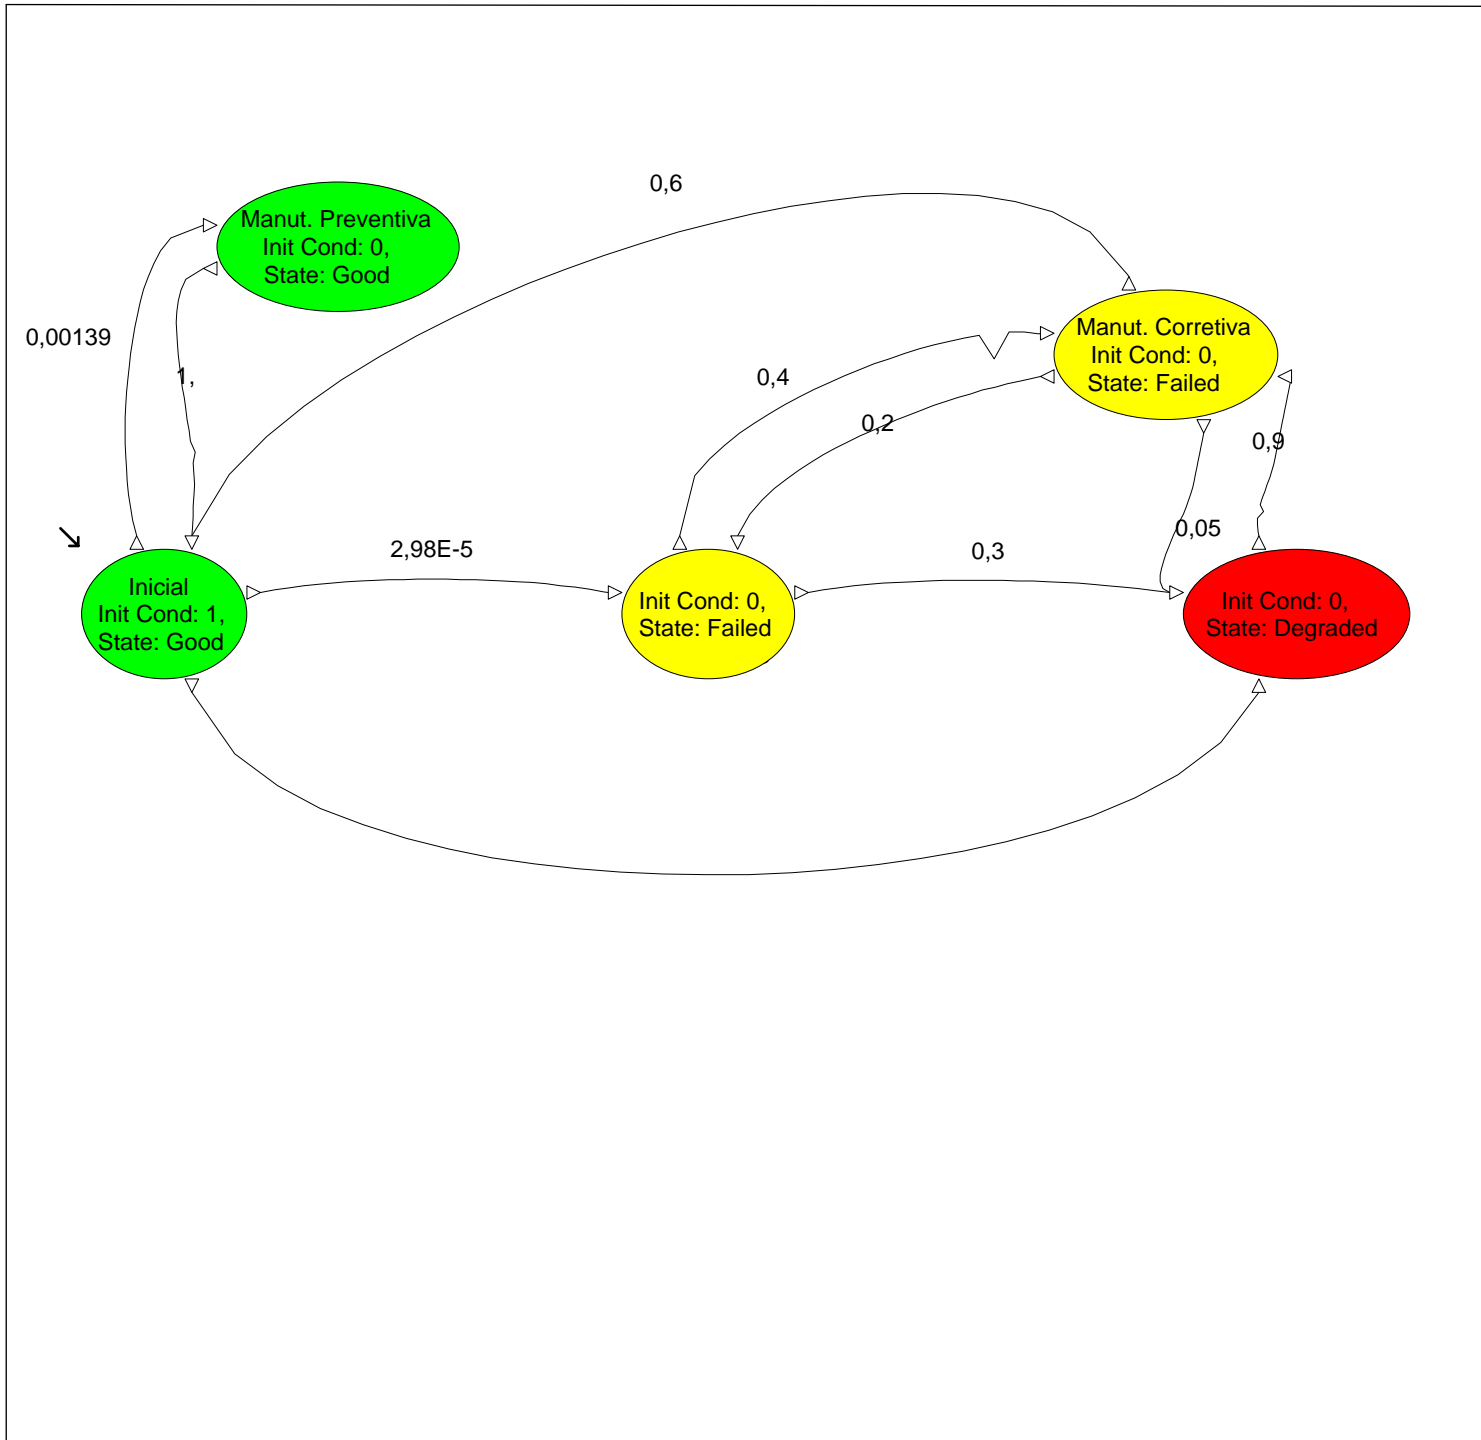 0,6
Manut. Preventiva
Init Cond: 0,
State: Good
0,00139
1,
Manut. Corretiva
Init Cond: 0,
State: Failed
0,4
0,2
0,9
0,05
2,98E-5
0,3
Inicial
Init Cond: 1,
State: Good
Init Cond: 0,
State: Failed
Init Cond: 0,
State: Degraded